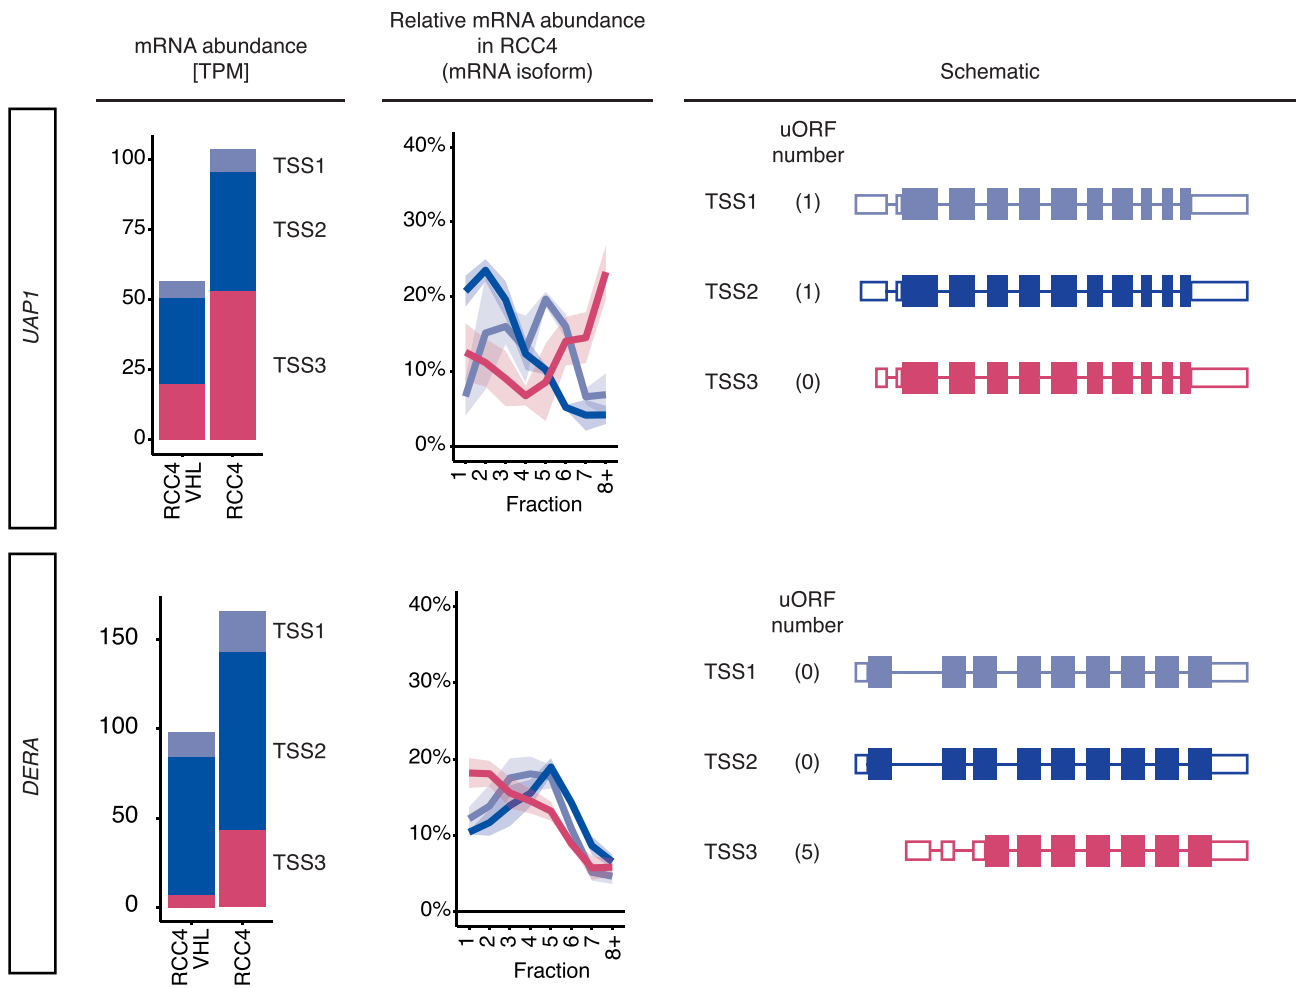 mRNA abundance
[TPM]
Relative mRNA abundance
in RCC4
(mRNA isoform)
Schematic
UAP1
100
75
50
25
0
TSS1
TSS2
TSS3
RCC4
VHL
RCC4
40%
30%
20%
10%
0%
1
2
3
4
5
6
7
8+
Fraction
uORF
number
TSS1 (1)
TSS2 (1)
TSS3 (0)
DERA
150
100
50
0
TSS1
TSS2
TSS3
RCC4
VHL
RCC4
40%
30%
20%
10%
0%
1
2
3
4
5
6
7
8+
Fraction
uORF
number
TSS1 (0)
TSS2 (0)
TSS3 (5)